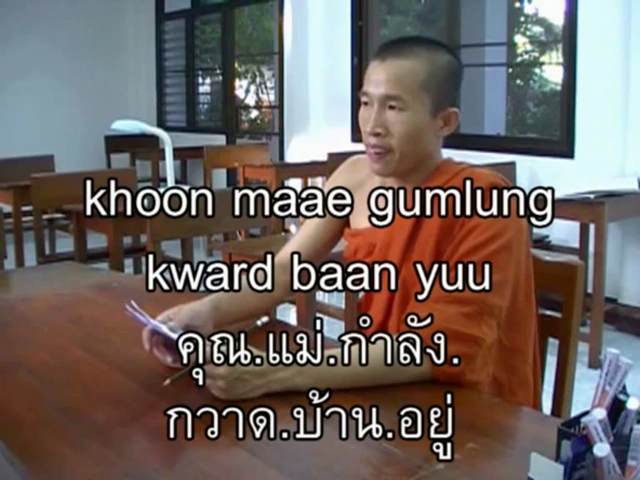 khoon maae gumlung
kward baan yuu
คุณ.แม่.กำลัง.
กวาด.บ้าน.อยู่